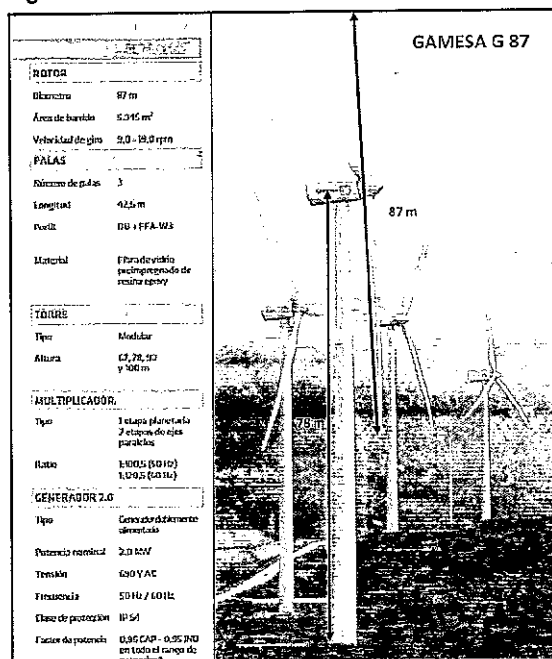 GAMESA G 87
ROTOR
Diámetro 87 m
Área de barrido 5.945 m²
Velocidad de giro 9,0 - 19,0 rpm
PALAS
Número de palas 3
Longitud 42,5 m
Perfil DU + FFA-W3
Material Fibra de vidrio
preimpregnado de
resina epoxy
TORRE
Tipo Modular
Altura 67, 78, 90
y 100 m
MULTIPLICADOR
Tipo 1 etapa planetaria
2 etapas de ejes
paralelos
Ratio 1:100,5 (50 Hz)
1:120,5 (60 Hz)
GENERADOR 2.0
Tipo Generador doblemente
alimentado
Potencia nominal 2,0 MW
Tensión 690 V AC
Frecuencia 50 Hz / 60 Hz
Clase de protección IP 54
Factor de potencia 0,95 CAP - 0,95 IND
en todo el rango de
87 m
78 m